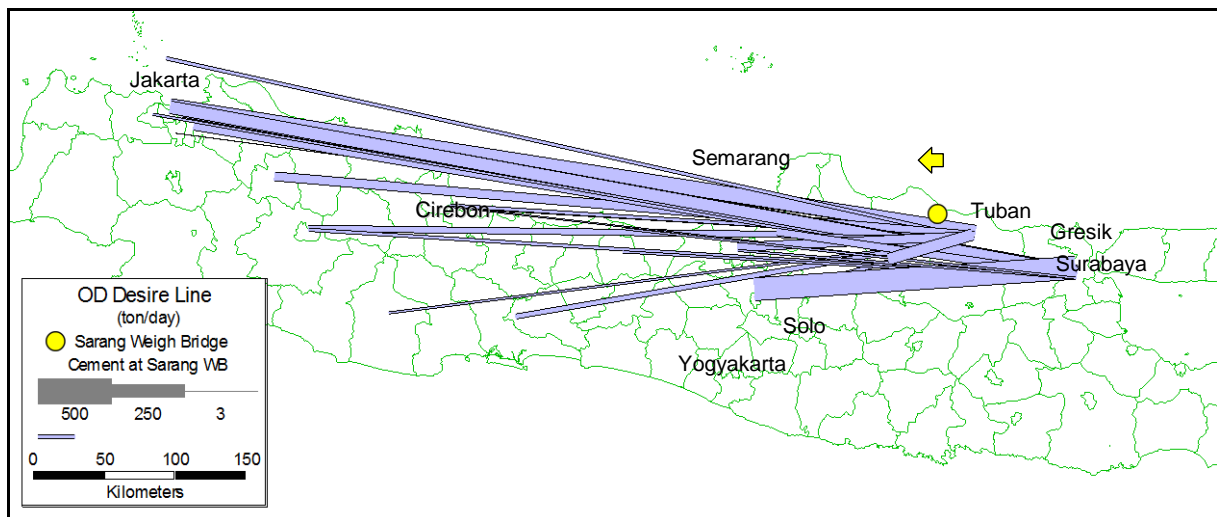 Jakarta
Semarang
Cirebon
Tuban
Gresik
Surabaya
Solo
Yogyakarta
OD Desire Line
(ton/day)
Sarang Weigh Bridge
Cement at Sarang WB
500 250 3
0 50 100 150
Kilometers